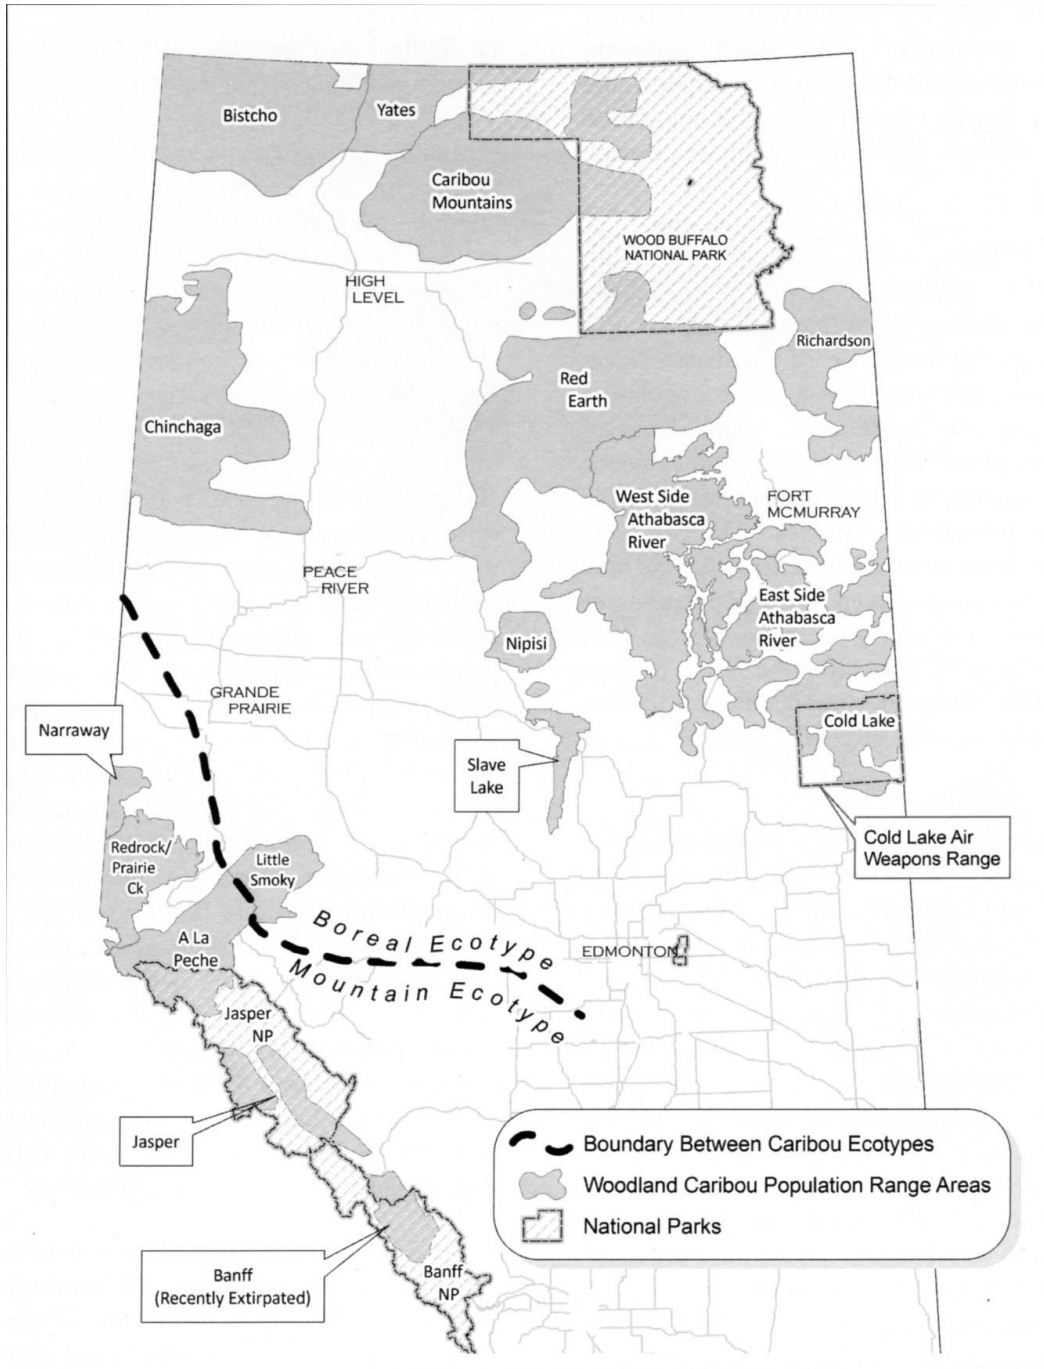 Bistcho
Yates
Caribou
Mountains
WOOD BUFFALO
NATIONAL PARK
HIGH
LEVEL
Richardson
Red
Earth
Chinchaga
West Side
Athabasca
River
FORT
MCMURRAY
PEACE
RIVER
East Side
Athabasca
River
Nipisi
GRANDE
PRAIRIE
Narraway
Cold Lake
Slave
Lake
Cold Lake Air
Weapons Range
Redrock/
Prairie
Ck
Little
Smoky
A La
Peche
Boreal Ecotype
Mountain Ecotype
EDMONTON
Jasper
NP
Jasper
Boundary Between Caribou Ecotypes
Woodland Caribou Population Range Areas
National Parks
Banff
(Recently Extirpated)
Banff
NP